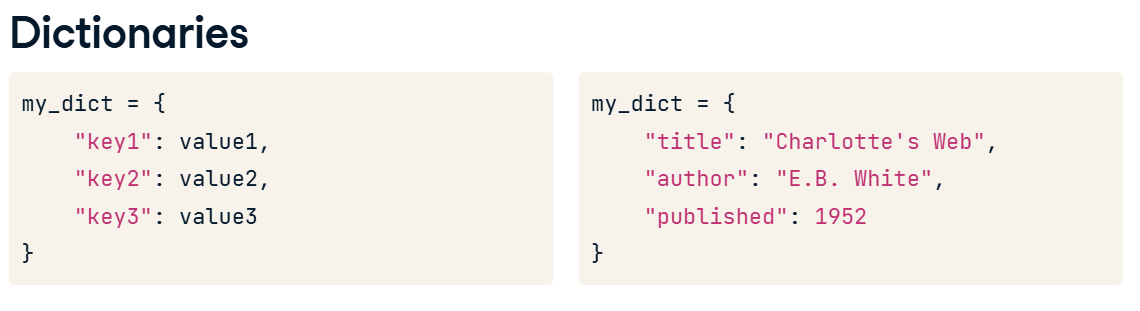 Dictionaries
my_dict = {
    "key1": value1,
    "key2": value2,
    "key3": value3
}
my_dict = {
    "title": "Charlotte's Web",
    "author": "E.B. White",
    "published": 1952
}